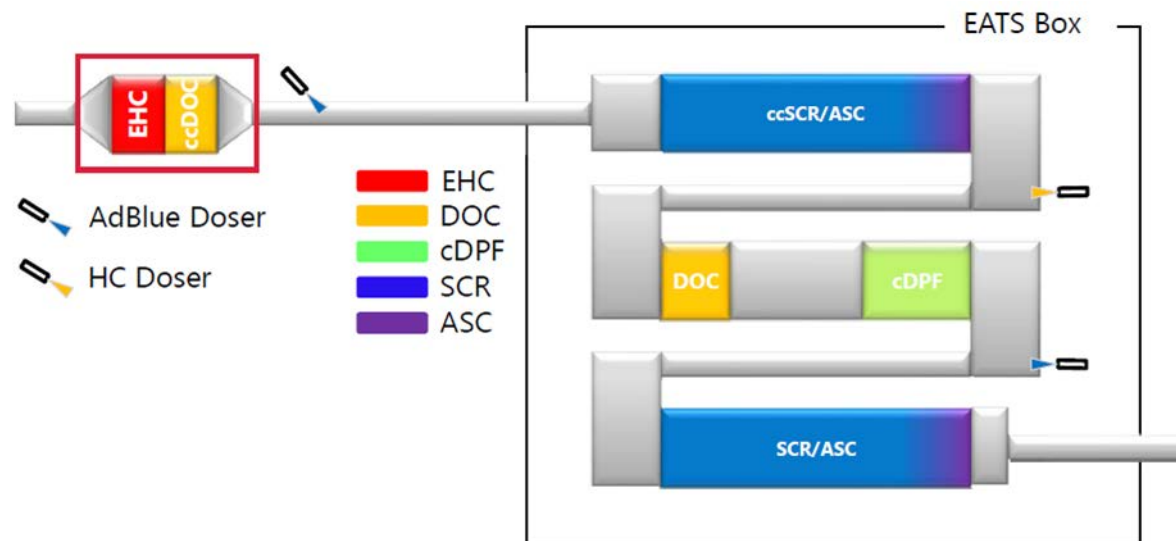 EATS Box
EHC
ccDOC
ccSCR/ASC
AdBlue Doser
HC Doser
EHC
DOC
cDPF
SCR
ASC
DOC
cDPF
SCR/ASC